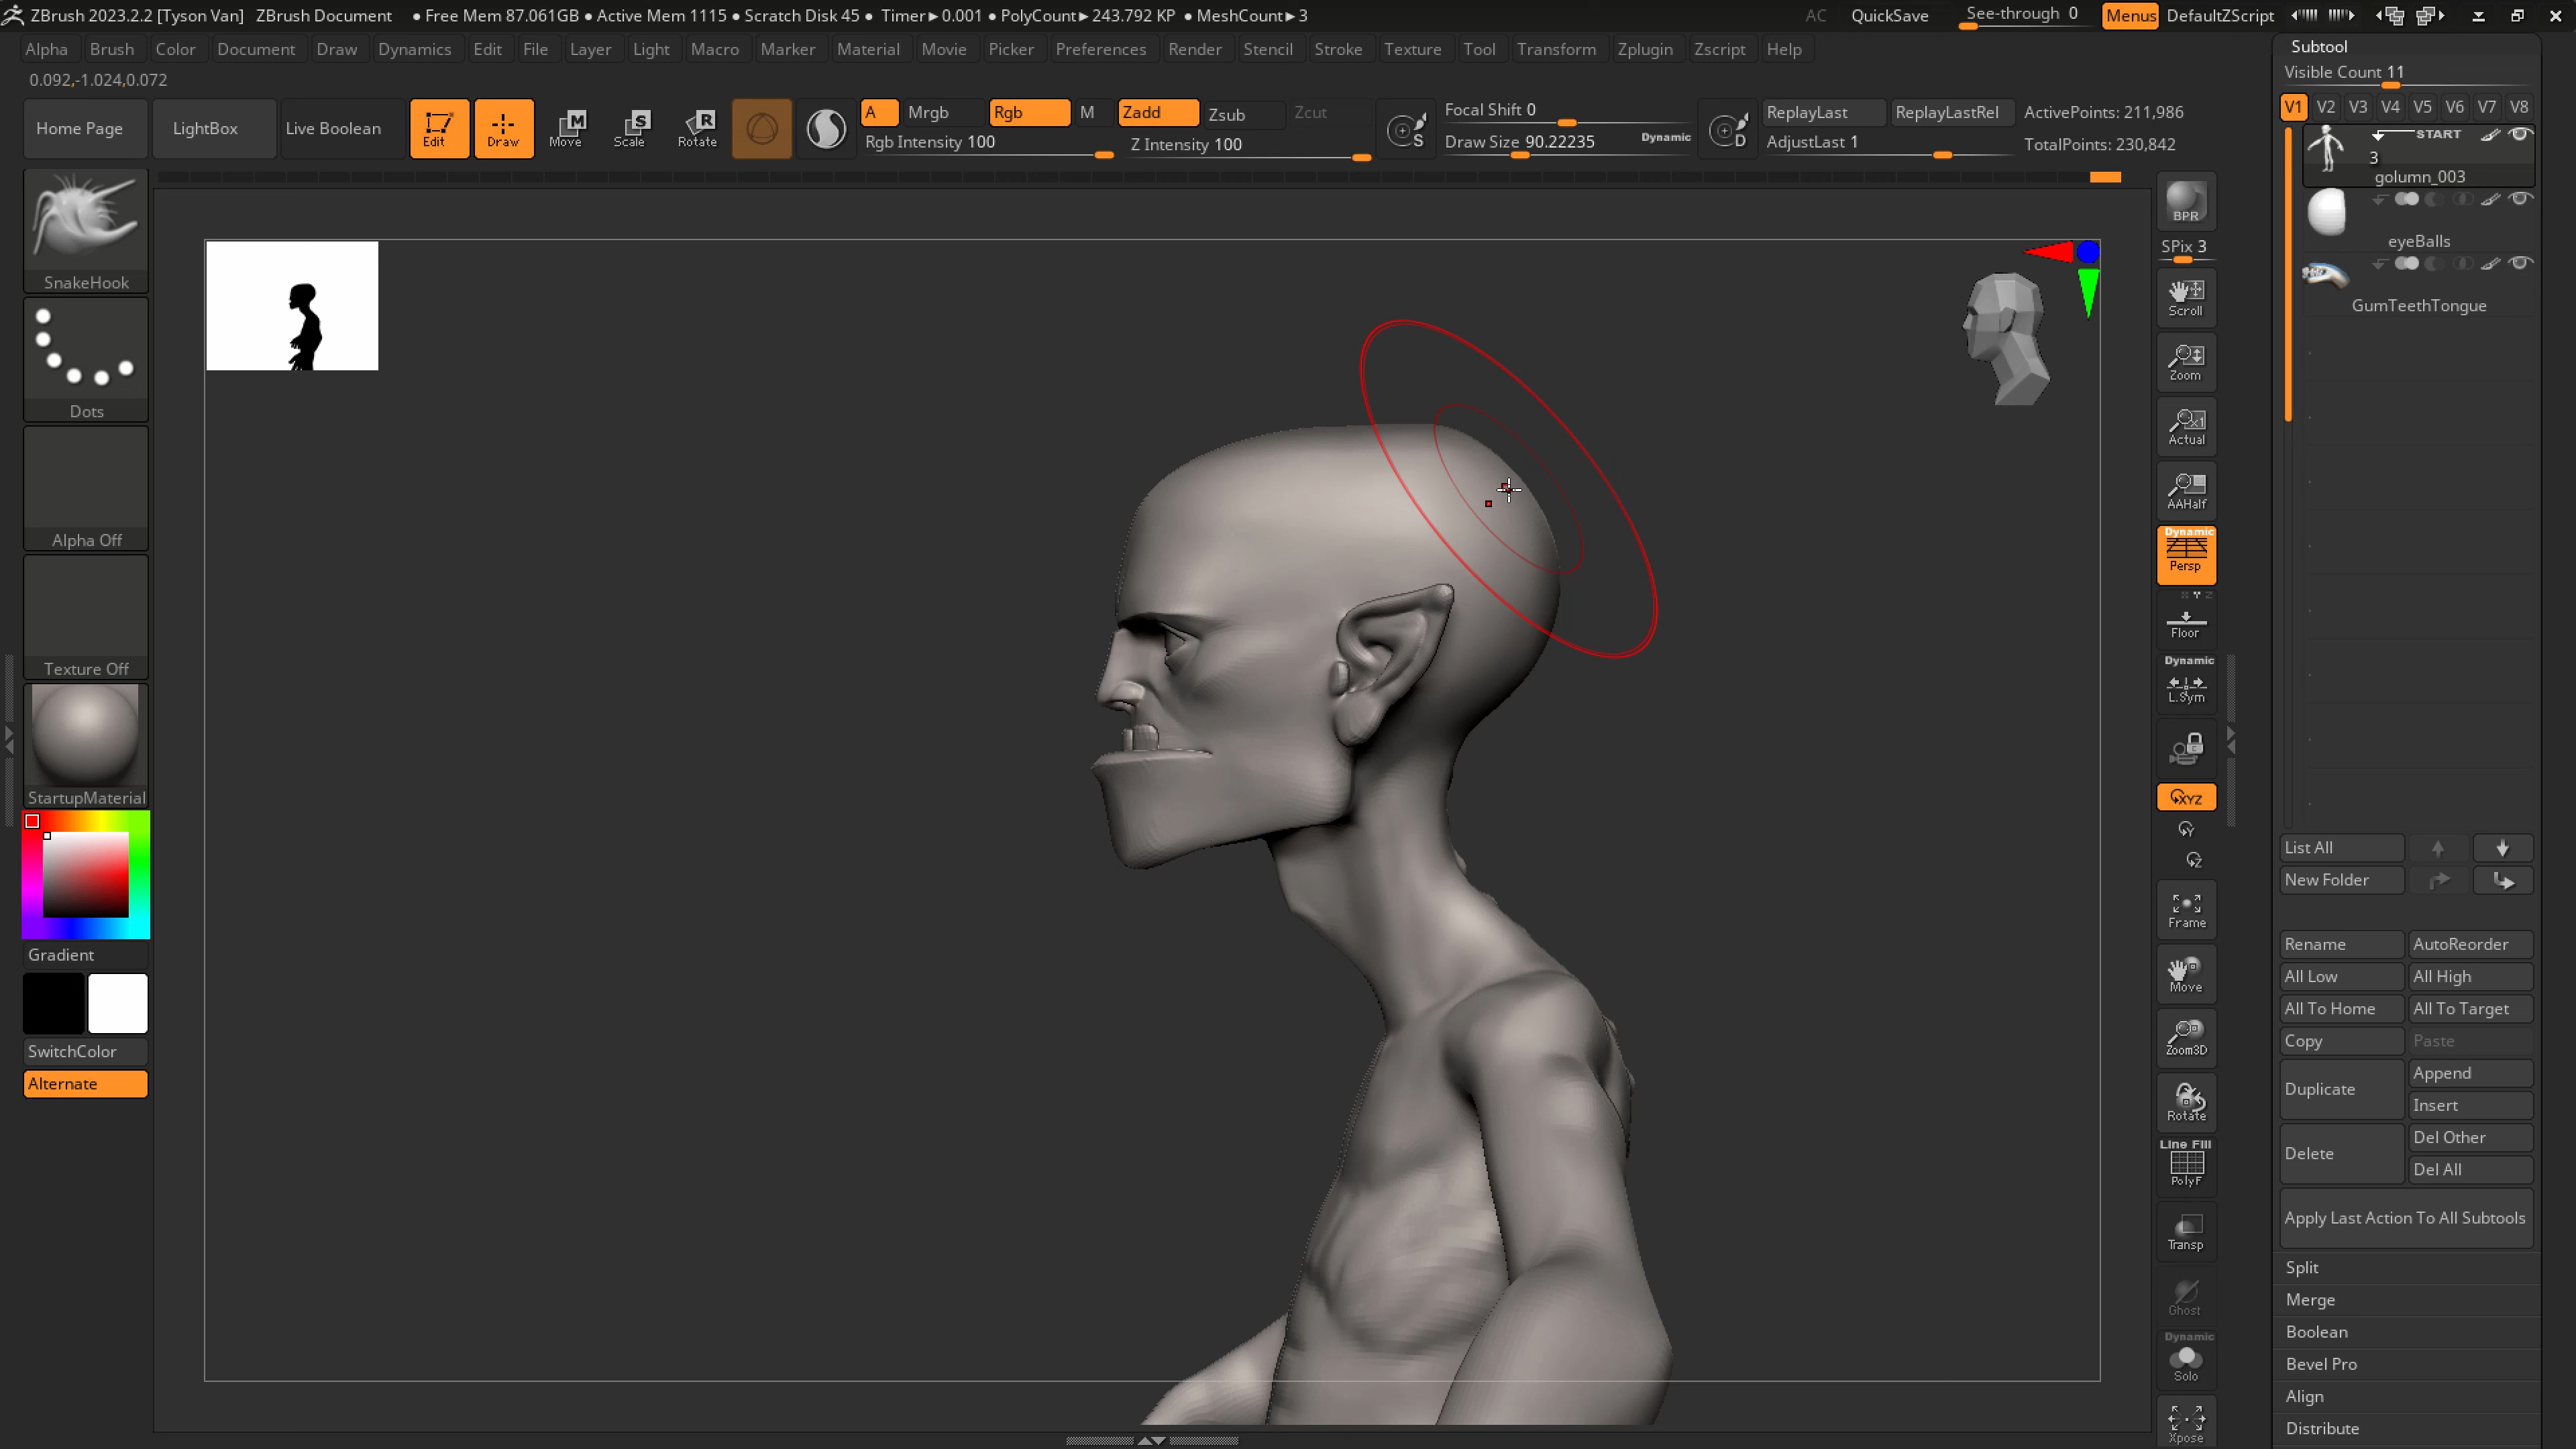 ZBrush 2023.2.2 [Tyson Van] ZBrush Document ● Free Mem 87.061GB ● Active Mem 1115 ● Scratch Disk 45 ● Timer▶0.001 ● PolyCount▶243.792 KP ● MeshCount▶3 AC QuickSave See-through 0 Menus DefaultZScript
Alpha Brush Color Document Draw Dynamics Edit File Layer Light Macro Marker Material Movie Picker Preferences Render Stencil Stroke Texture Tool Transform Zplugin Zscript Help
0.092,-1.024,0.072
Home Page LightBox Live Boolean Edit Draw Move Scale Rotate
A Mrgb Rgb M Zadd Zsub Zcut
Rgb Intensity 100 Z Intensity 100
Focal Shift 0
Draw Size 90.22235 Dynamic
ReplayLast ReplayLastRel ActivePoints: 211,986
AdjustLast 1 TotalPoints: 230,842
SnakeHook
Dots
Alpha Off
Texture Off
StartupMaterial
Gradient
SwitchColor
Alternate
BPR
SPix 3
Scroll
Zoom
Actual
AAHalf
Dynamic
Persp
Floor
Dynamic
L.Sym
XYZ
Y
Z
Frame
Move
Zoom3D
Rotate
Line Fill
PolyF
Transp
Ghost
Dynamic
Solo
Xpose
Subtool
Visible Count 11
V1 V2 V3 V4 V5 V6 V7 V8
START
3
golumn_003
eyeBalls
GumTeethTongue
List All
New Folder
Rename AutoReorder
All Low All High
All To Home All To Target
Copy Paste
Duplicate Append
Insert
Delete Del Other
Del All
Apply Last Action To All Subtools
Split
Merge
Boolean
Bevel Pro
Align
Distribute